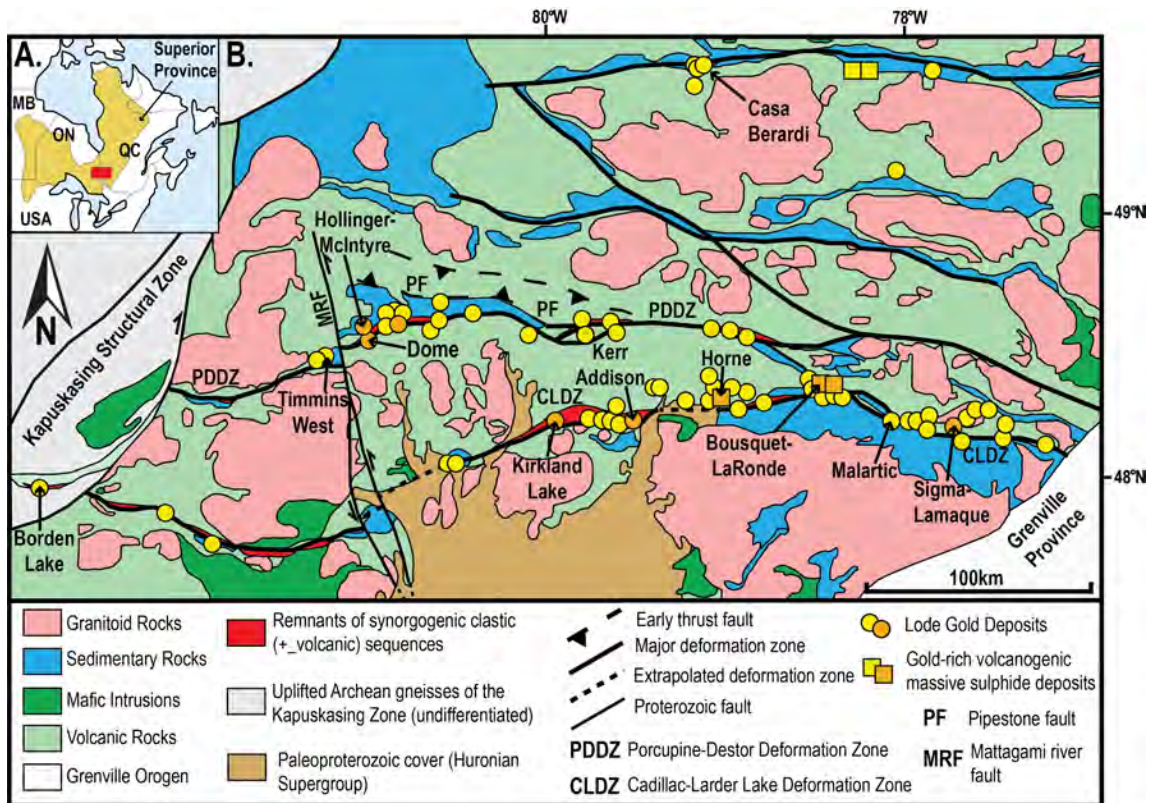 80ºW
78ºW
A.
Superior
Province
MB
ON
QC
USA
B.
Casa
Berardi
49ºN
Hollinger-
McIntyre
Kapuskasing Structural Zone
N
MRF
PF
PF
PDDZ
Dome
Kerr
Addison
Horne
PDDZ
Timmins
West
CLDZ
Kirkland
Lake
Bousquet-
LaRonde
Malartic
CLDZ
Sigma-
Lamaque
48ºN
Borden
Lake
Grenville
Province
100km
Granitoid Rocks
Sedimentary Rocks
Mafic Intrusions
Volcanic Rocks
Grenville Orogen
Remnants of synorgogenic clastic
(+_volcanic) sequences
Uplifted Archean gneisses of the
Kapuskasing Zone (undifferentiated)
Paleoproterozoic cover (Huronian
Supergroup)
Early thrust fault
Major deformation zone
Extrapolated deformation zone
Proterozoic fault
PDDZ Porcupine-Destor Deformation Zone
CLDZ Cadillac-Larder Lake Deformation Zone
Lode Gold Deposits
Gold-rich volcanogenic
massive sulphide deposits
PF Pipestone fault
MRF Mattagami river
fault